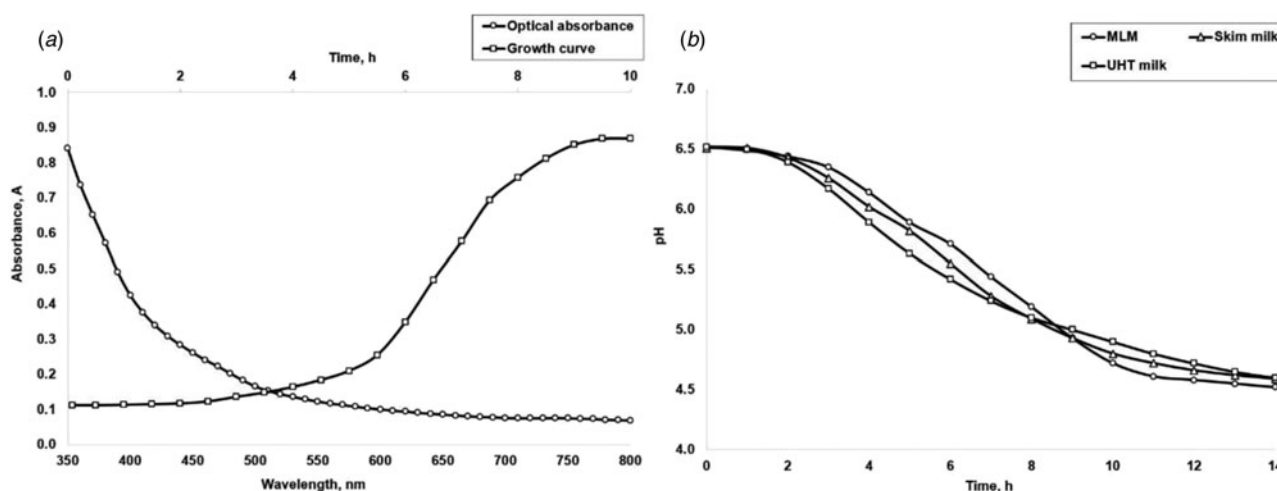 (a)
Optical absorbance
Growth curve
Time, h
0 2 4 6 8 10
1.0
0.9
0.8
0.7
0.6
0.5
0.4
0.3
0.2
0.1
0.0
Absorbance, A
350 400 450 500 550 600 650 700 750 800
Wavelength, nm
(b)
MLM Skim milk
UHT milk
7.0
6.5
6.0
5.5
5.0
4.5
4.0
pH
0 2 4 6 8 10 12 14
Time, h